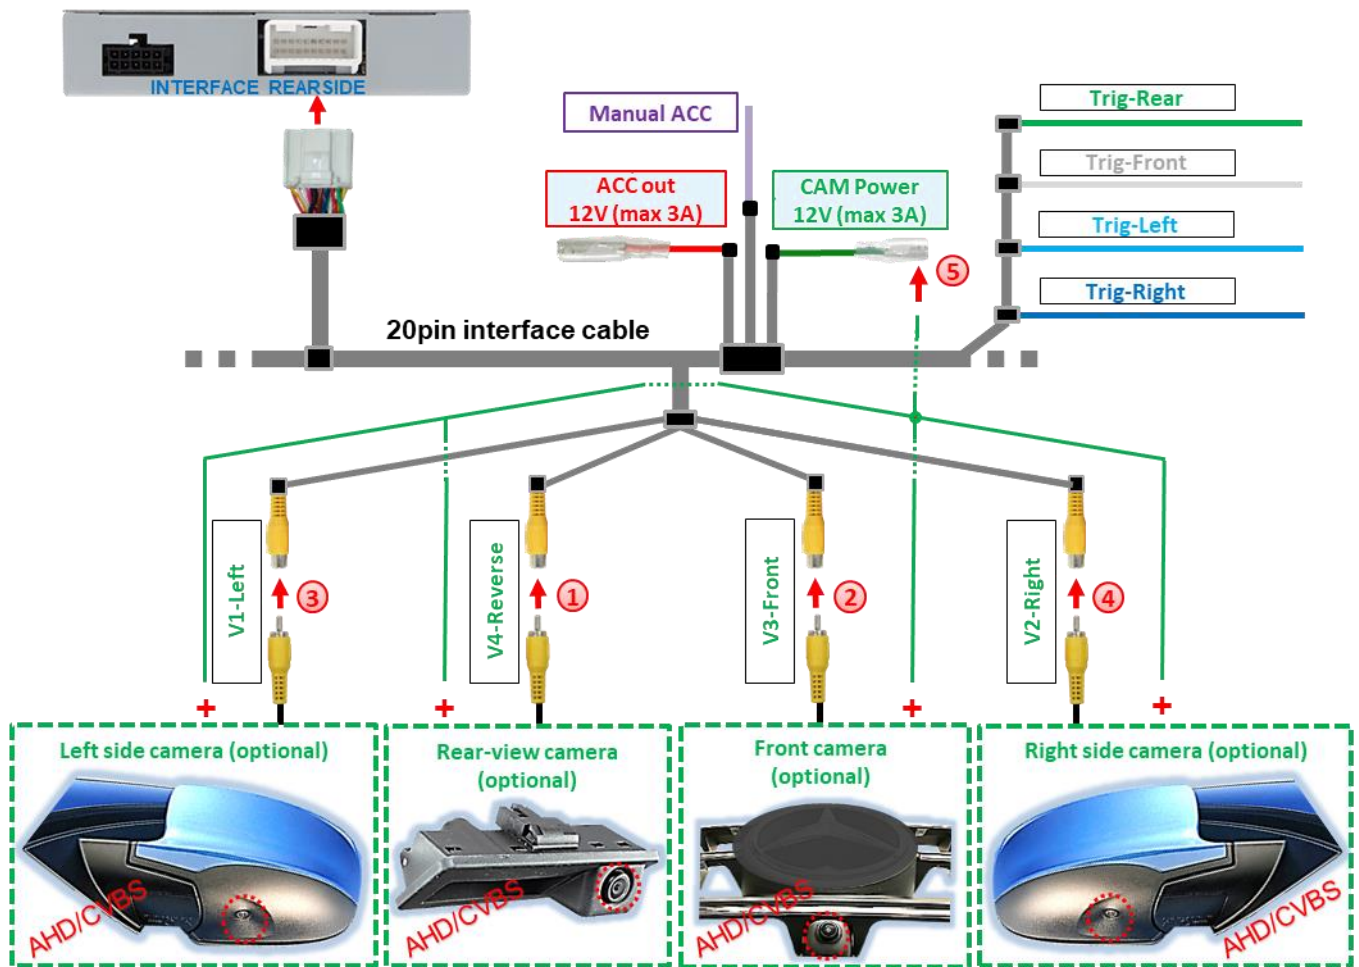 INTERFACE REARSIDE
Manual ACC
ACC out
12V (max 3A)
CAM Power
12V (max 3A)
Trig-Rear
Trig-Front
Trig-Left
Trig-Right
5
20pin interface cable
V1-Left
3
V4-Reverse
1
V3-Front
2
V2-Right
4
+
+
+
+
Left side camera (optional)
AHD/CVBS
Rear-view camera
(optional)
AHD/CVBS
Front camera
(optional)
AHD/CVBS
Right side camera (optional)
AHD/CVBS